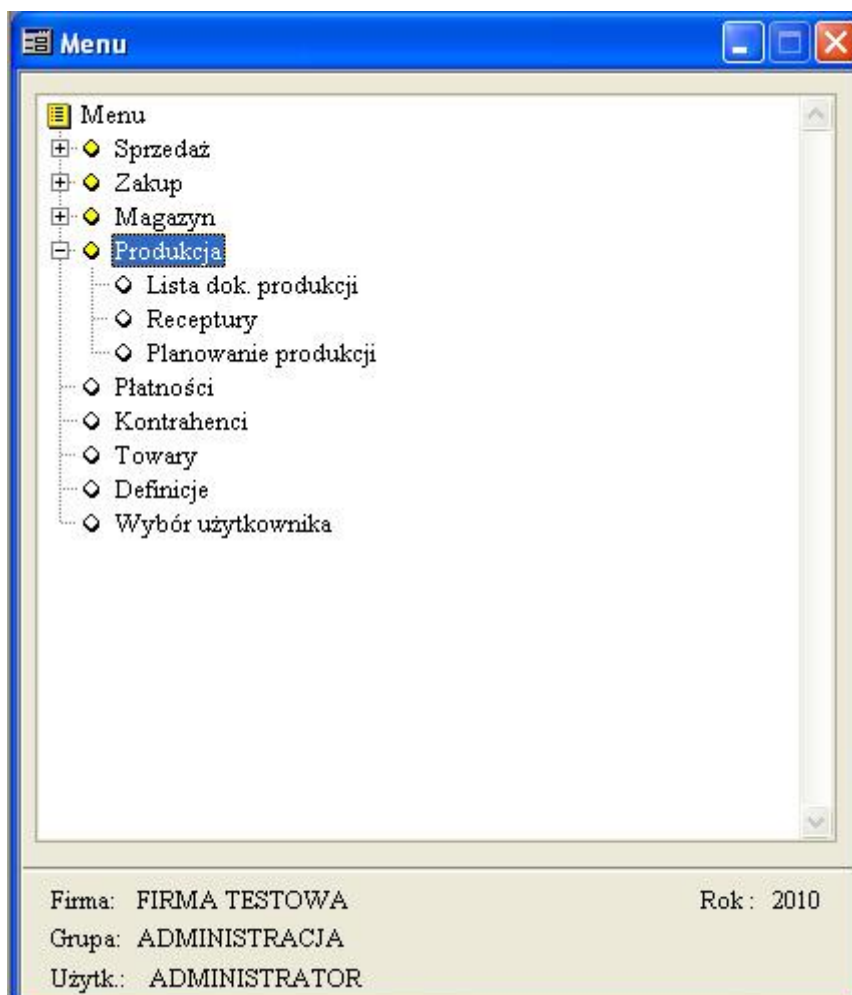 Menu
Menu
Sprzedaż
Zakup
Magazyn
Produkcja
Lista dok. produkcji
Receptury
Planowanie produkcji
Płatności
Kontrahenci
Towary
Definicje
Wybór użytkownika
Firma: FIRMA TESTOWA Rok : 2010
Grupa: ADMINISTRACJA
Użytk.: ADMINISTRATOR